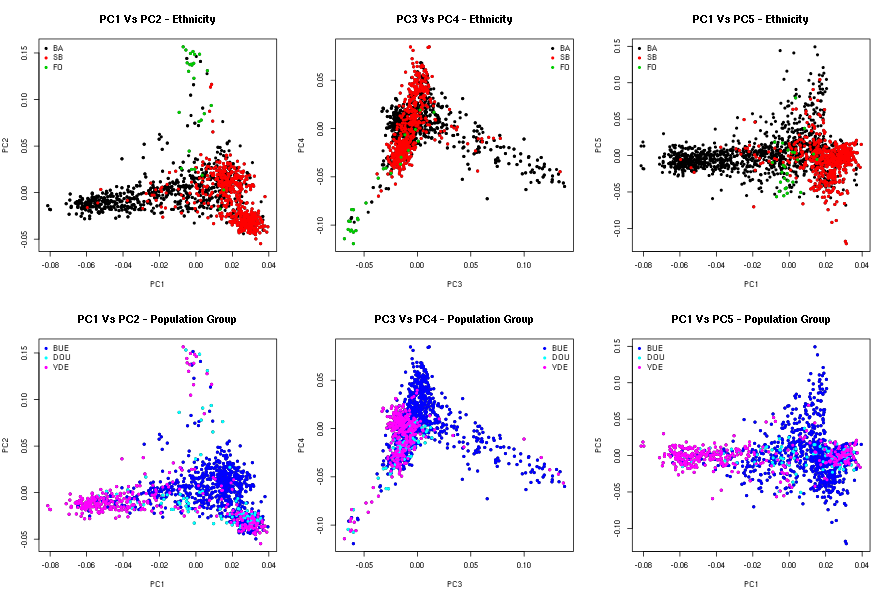 PC1 Vs PC2 - Ethnicity
PC2
0.15
0.10
0.05
0.00
-0.05
BA
SB
FO
-0.08 -0.06 -0.04 -0.02 0.00 0.02 0.04
PC1
PC3 Vs PC4 - Ethnicity
PC4
0.05
0.00
-0.05
-0.10
BA
SB
FO
-0.05 0.00 0.05 0.10
PC3
PC1 Vs PC5 - Ethnicity
PC5
0.15
0.10
0.05
0.00
-0.05
-0.10
BA
SB
FO
-0.08 -0.06 -0.04 -0.02 0.00 0.02 0.04
PC1
PC1 Vs PC2 - Population Group
PC2
0.15
0.10
0.05
0.00
-0.05
BUE
DOU
YDE
-0.08 -0.06 -0.04 -0.02 0.00 0.02 0.04
PC1
PC3 Vs PC4 - Population Group
PC4
0.05
0.00
-0.05
-0.10
BUE
DOU
YDE
-0.05 0.00 0.05 0.10
PC3
PC1 Vs PC5 - Population Group
PC5
0.15
0.10
0.05
0.00
-0.05
-0.10
BUE
DOU
YDE
-0.08 -0.06 -0.04 -0.02 0.00 0.02 0.04
PC1